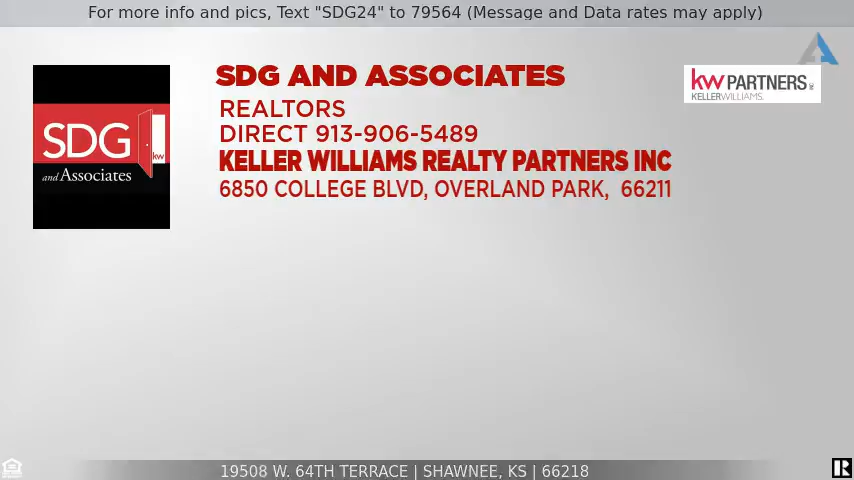 For more info and pics, Text "SDG24" to 79564 (Message and Data rates may apply)
SDG AND ASSOCIATES
REALTORS
DIRECT 913-906-5489
KELLER WILLIAMS REALTY PARTNERS INC
6850 COLLEGE BLVD, OVERLAND PARK, 66211
SDG
kw
and Associates
kw PARTNERS INC
KELLERWILLIAMS.
19508 W. 64TH TERRACE | SHAWNEE, KS | 66218